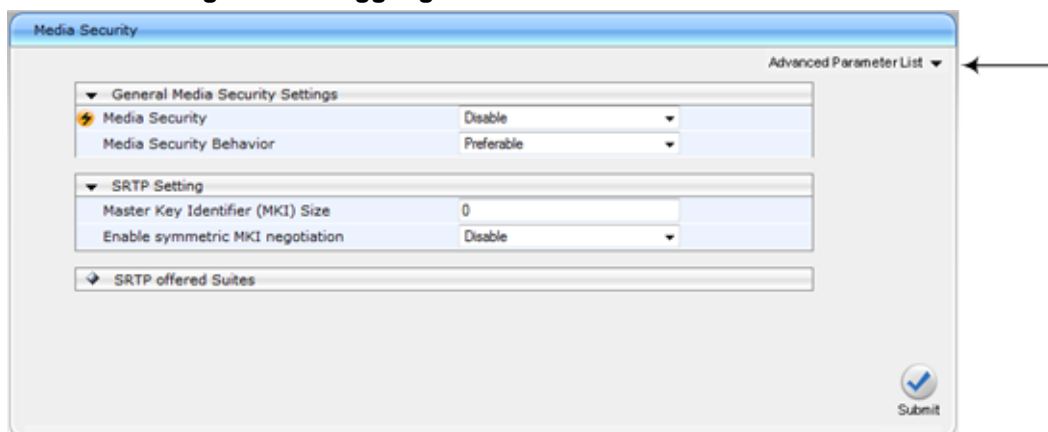 Media Security
Advanced Parameter List
General Media Security Settings
Media Security Disable
Media Security Behavior Preferable
SRTP Setting
Master Key Identifier (MKI) Size 0
Enable symmetric MKI negotiation Disable
SRTP offered Suites
Submit